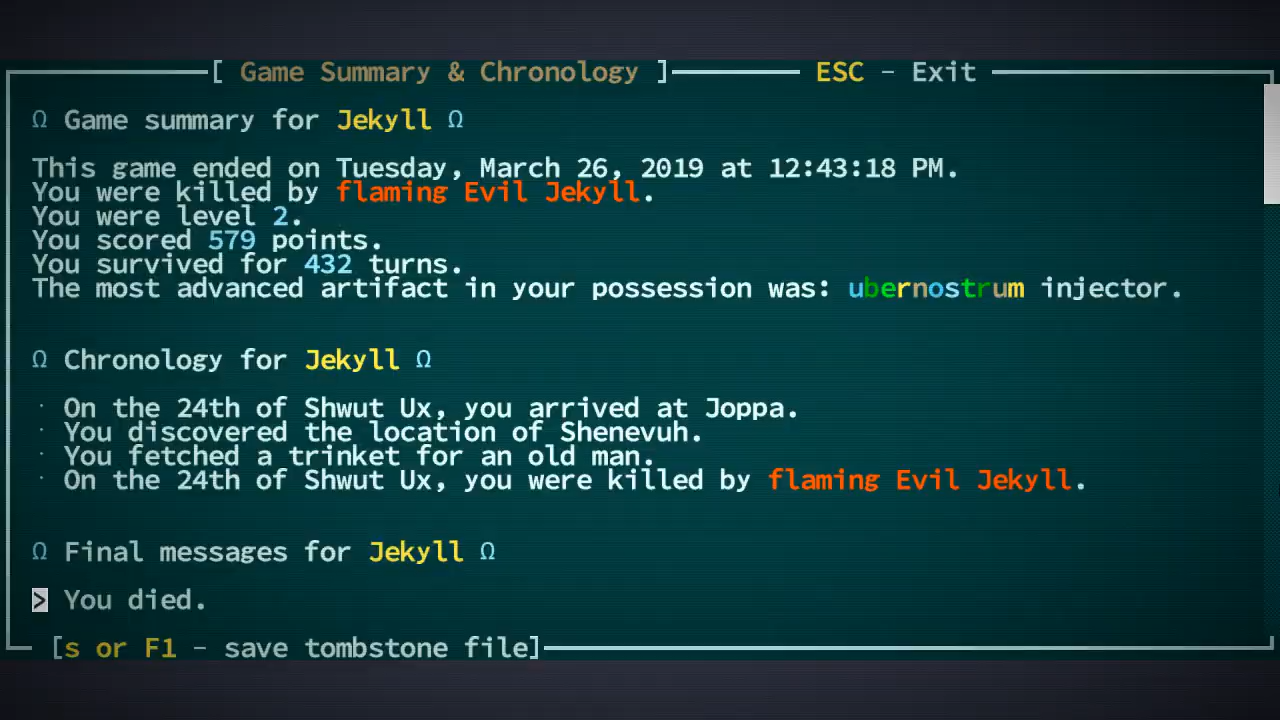 [ Game Summary & Chronology ] ESC - Exit
Ω Game summary for Jekyll Ω
This game ended on Tuesday, March 26, 2019 at 12:43:18 PM.
You were killed by flaming Evil Jekyll.
You were level 2.
You scored 579 points.
You survived for 432 turns.
The most advanced artifact in your possession was: ubernostrum injector.
Ω Chronology for Jekyll Ω
· On the 24th of Shwut Ux, you arrived at Joppa.
· You discovered the location of Shenevuh.
· You fetched a trinket for an old man.
· On the 24th of Shwut Ux, you were killed by flaming Evil Jekyll.
Ω Final messages for Jekyll Ω
> You died.
[s or F1 - save tombstone file]